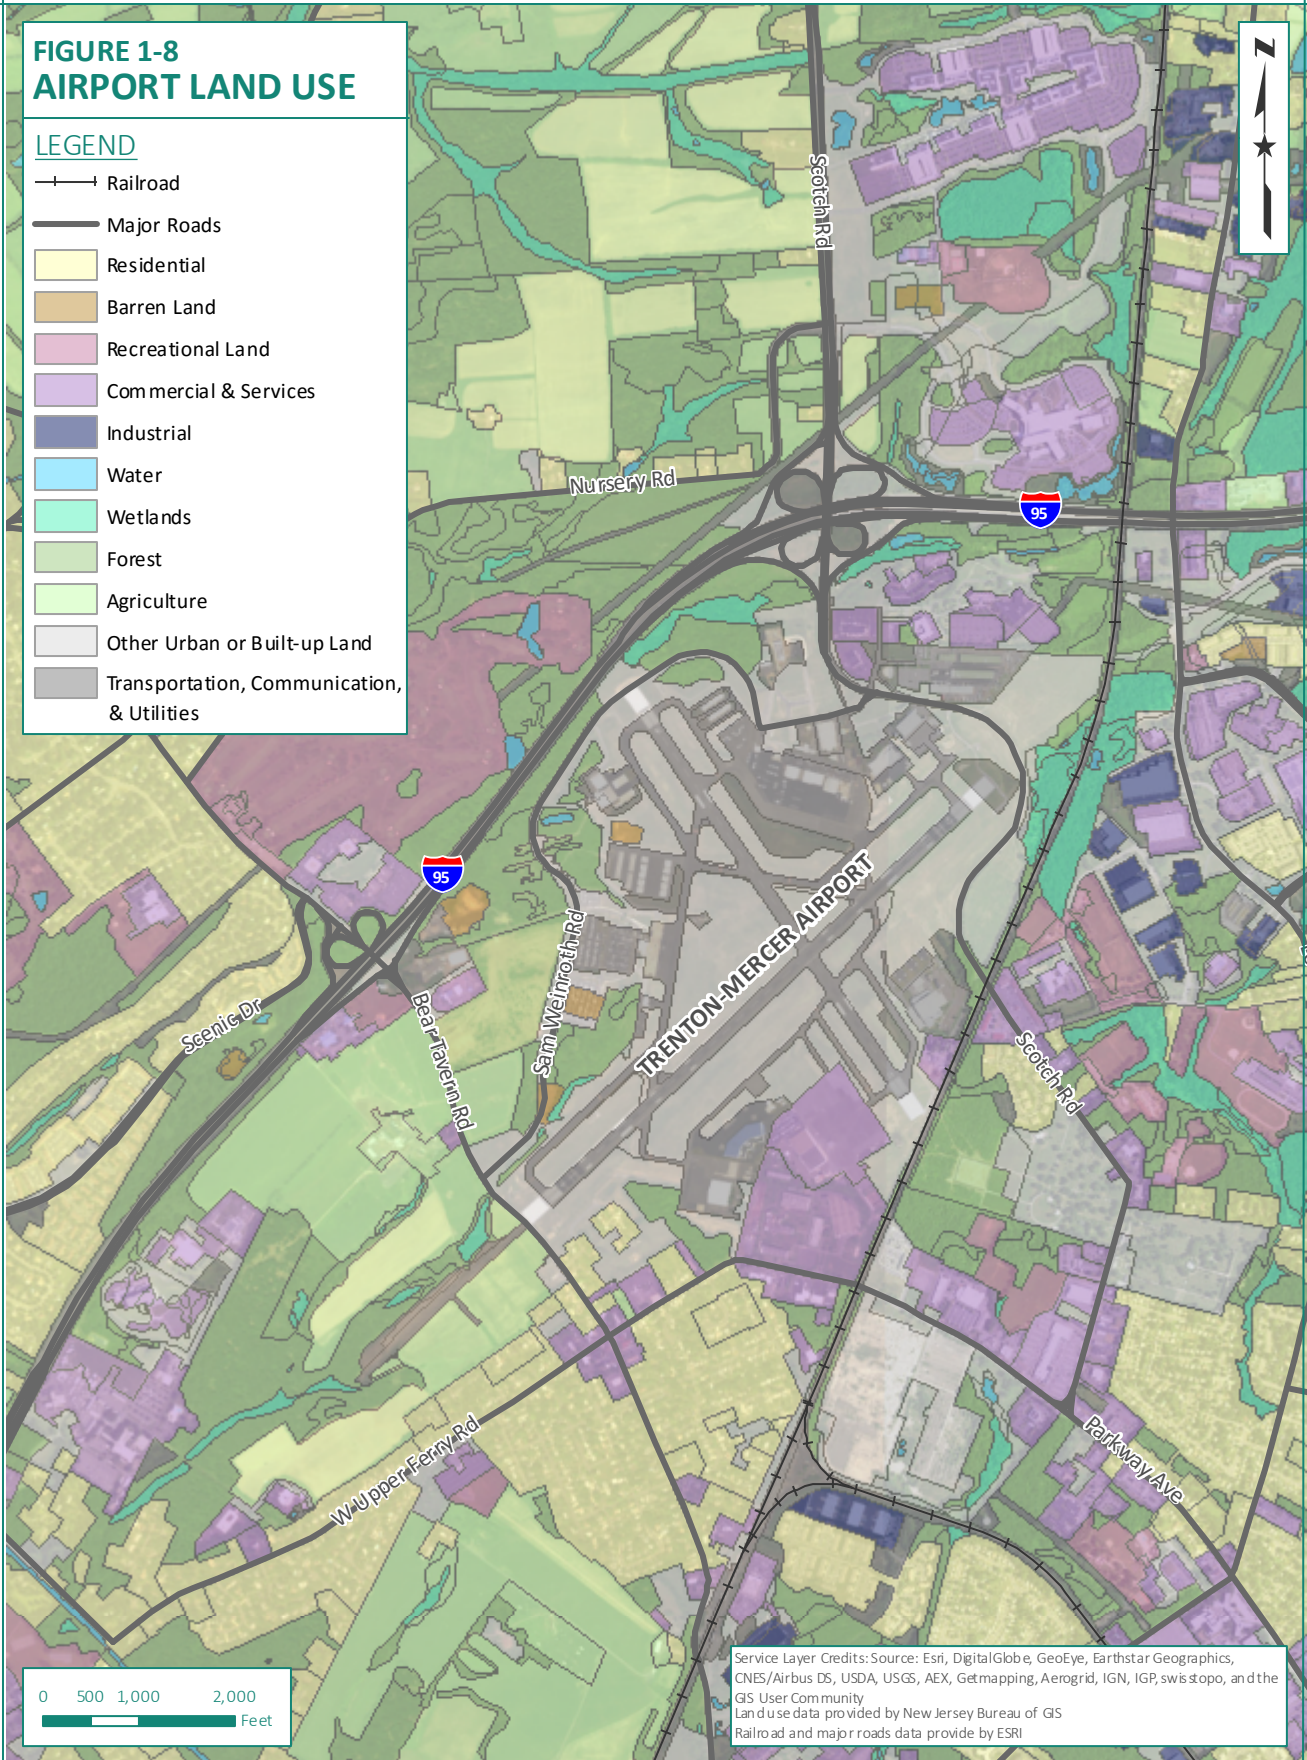 FIGURE 1-8
AIRPORT LAND USE
LEGEND
Railroad
Major Roads
Residential
Barren Land
Recreational Land
Commercial & Services
Industrial
Water
Wetlands
Forest
Agriculture
Other Urban or Built-up Land
Transportation, Communication,
& Utilities
N
Scotch Rd
Nursery Rd
95
95
TRENTON-MERCER AIRPORT
Sam Weinroth Rd
Scenic Dr
Bear Tavern Rd
Scotch Rd
W Upper Ferry Rd
Parkway Ave
0 500 1,000 2,000
Feet
Service Layer Credits: Source: Esri, DigitalGlobe, GeoEye, Earthstar Geographics,
CNES/Airbus DS, USDA, USGS, AEX, Getmapping, Aerogrid, IGN, IGP, swisstopo, and the
GIS User Community
Land use data provided by New Jersey Bureau of GIS
Railroad and major roads data provide by ESRI